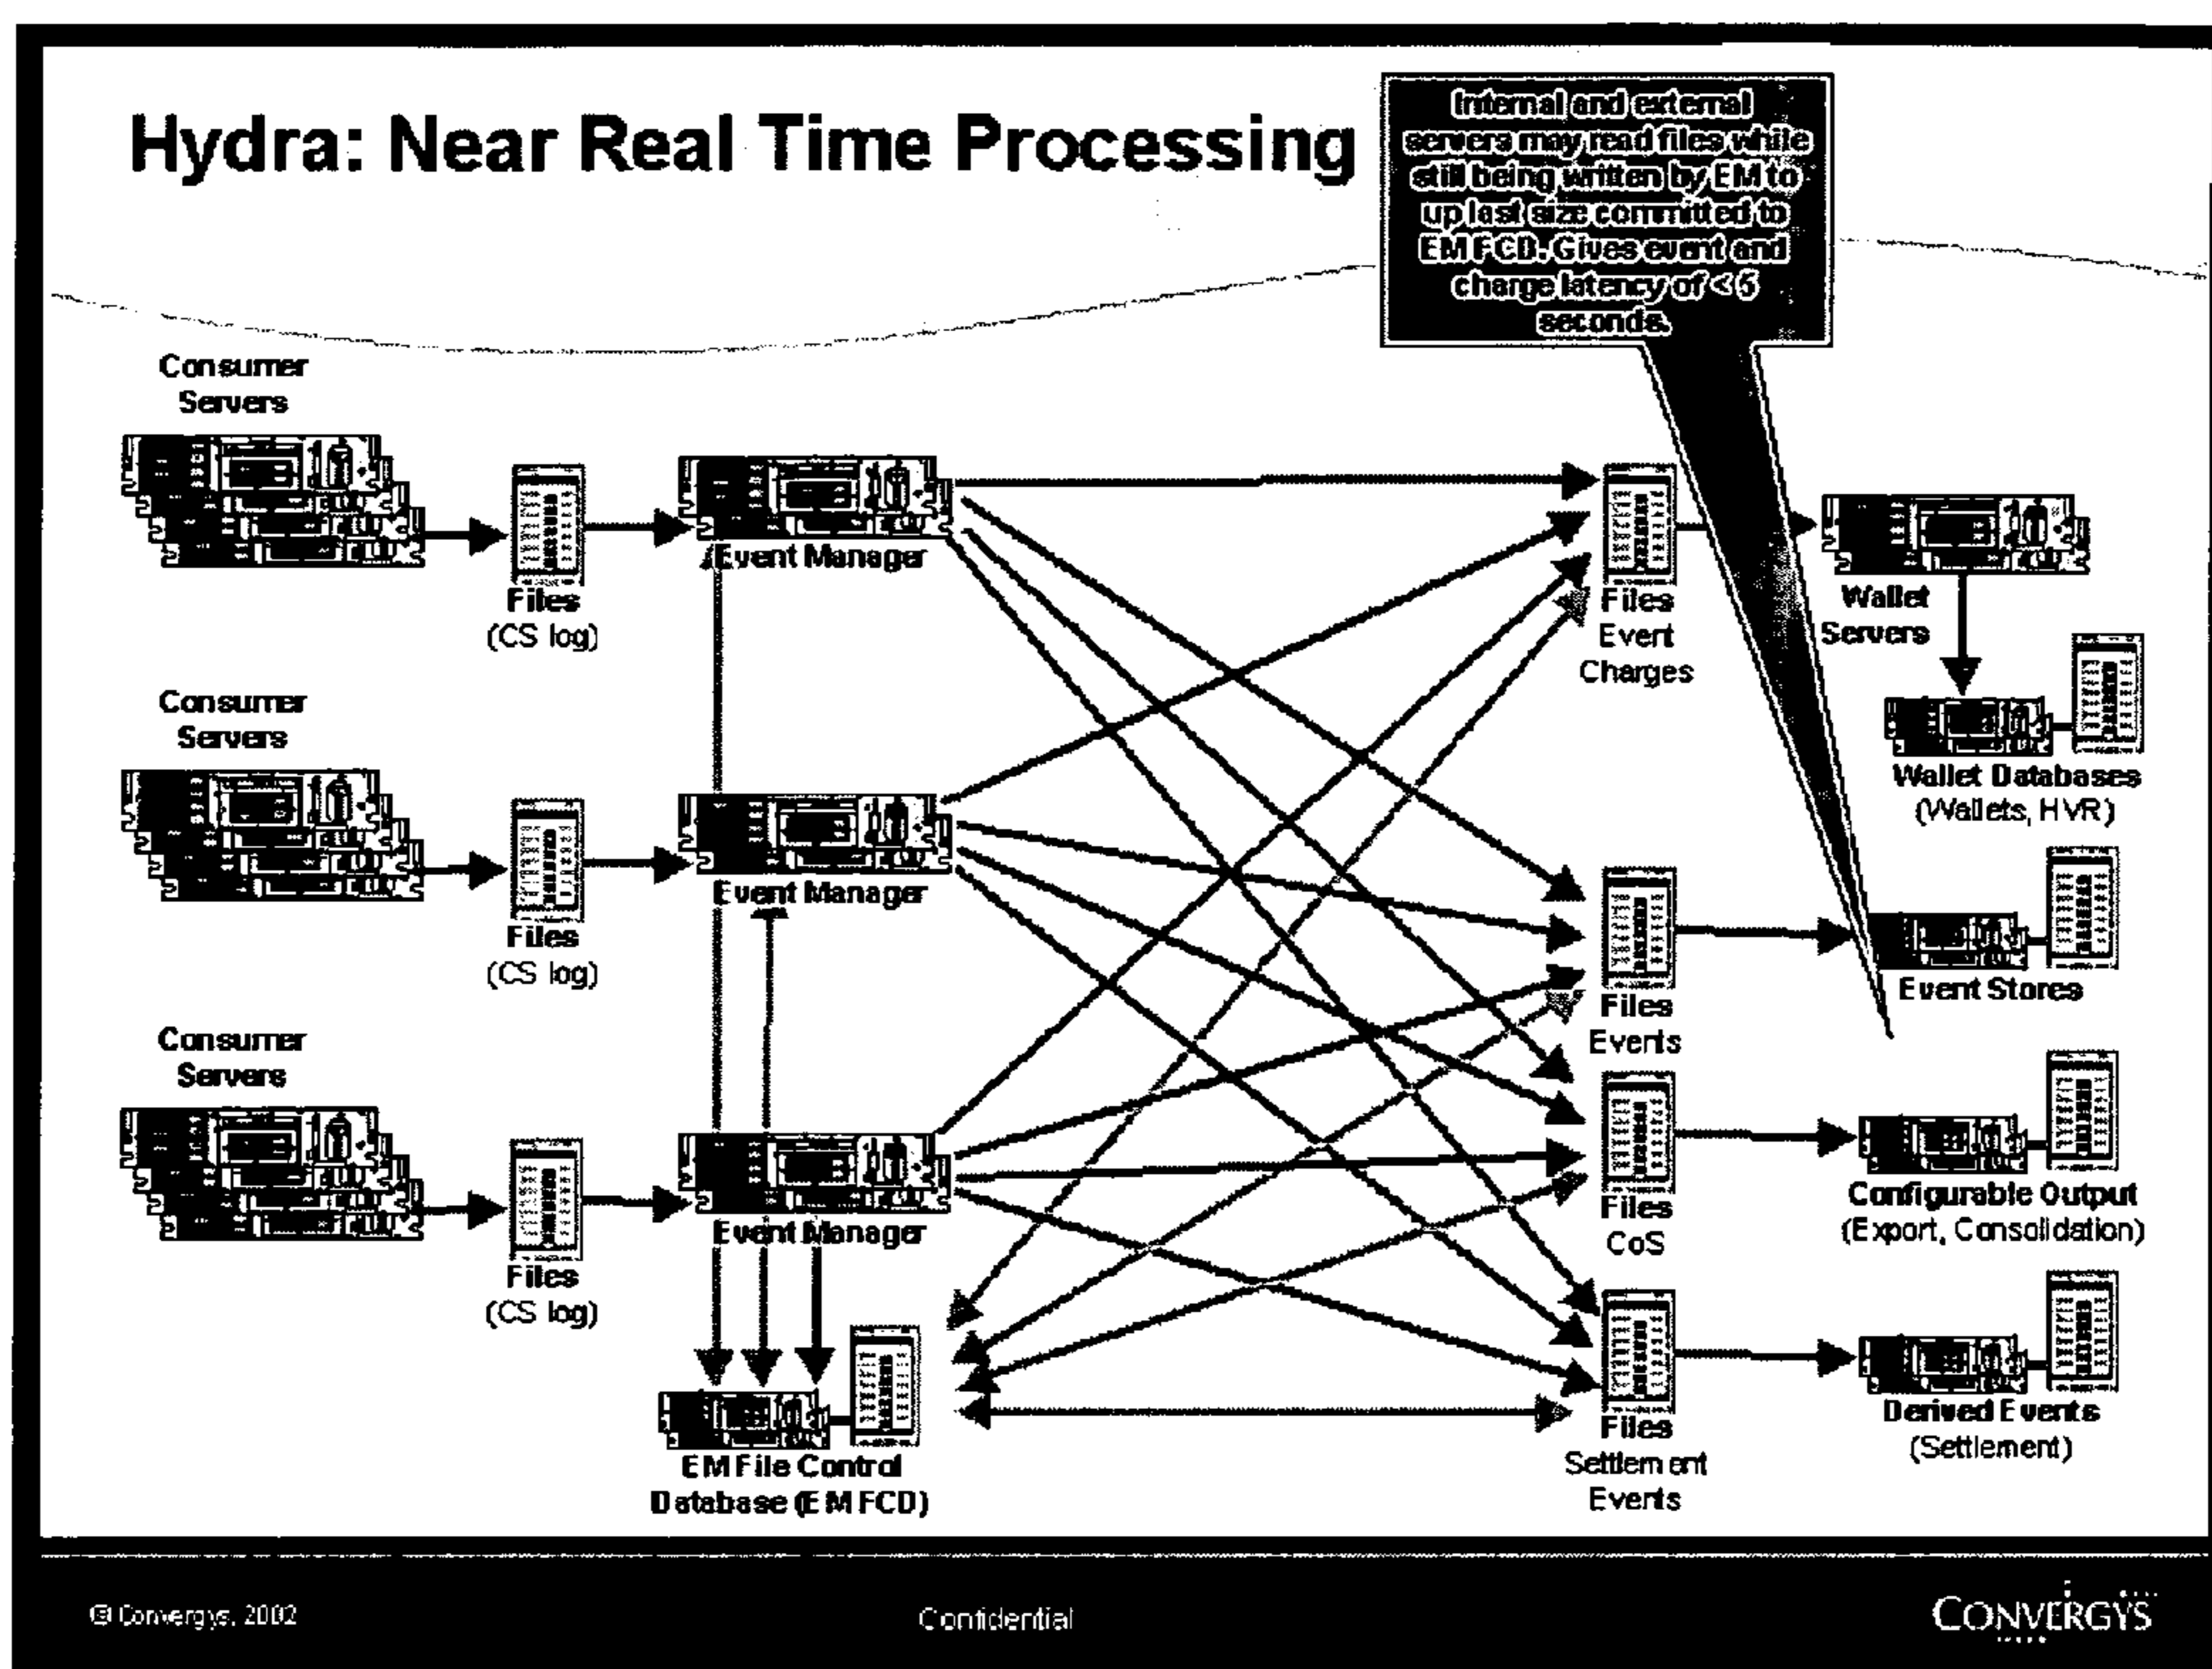 Hydra: Near Real Time Processing
Internal and external
servers may read files while
still being written by EM to
up last size committed to
EM FCD. Gives event and
charge latency of < 5
seconds.
Consumer
Servers
Files
(CS log)
Event Manager
Files
Event
Charges
Wallet
Servers
Wallet Databases
(Wallets, HVR)
Consumer
Servers
Files
(CS log)
Event Manager
Files
Events
Event Stores
Consumer
Servers
Files
(CS log)
Event Manager
Files
CoS
Configurable Output
(Export, Consolidation)
EM File Control
Database (EM FCD)
Files
Settlement
Events
Derived Events
(Settlement)
© Convergys, 2002
Confidential
CONVERGYS